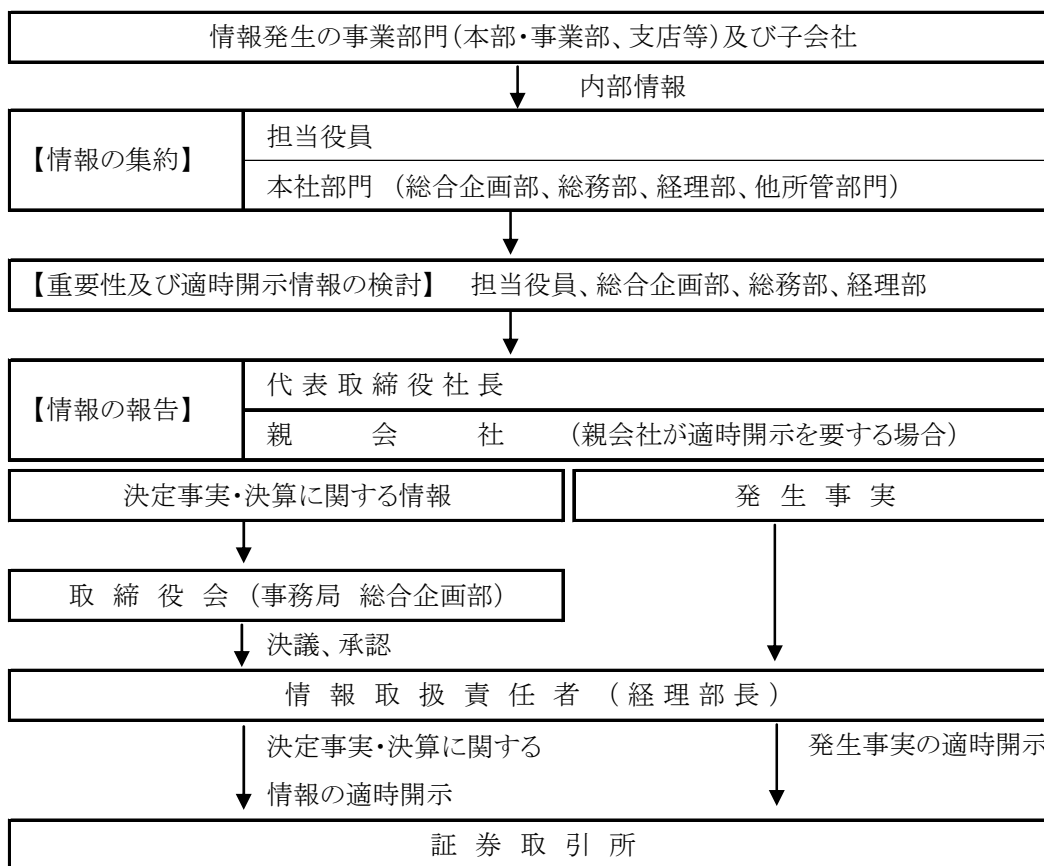 情報発生の事業部門(本部・事業部、支店等)及び子会社
内部情報
【情報の集約】
担当役員
本社部門 (総合企画部、総務部、経理部、他所管部門)
【重要性及び適時開示情報の検討】 担当役員、総合企画部、総務部、経理部
【情報の報告】
代表取締役社長
親会社 (親会社が適時開示を要する場合)
決定事実・決算に関する情報
発生事実
取締役会 (事務局 総合企画部)
決議、承認
情報取扱責任者 (経理部長)
決定事実・決算に関する
情報の適時開示
発生事実の適時開示
証券取引所